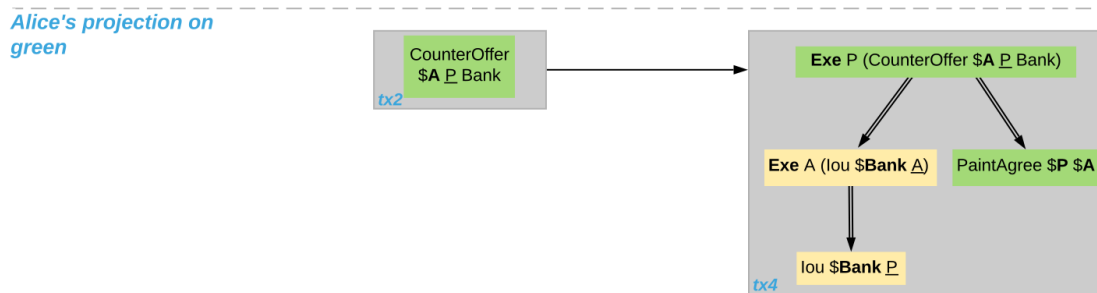 Alice's projection on
green
CounterOffer
$A P Bank
tx2
Exe P (CounterOffer $A P Bank)
Exe A (Iou $Bank A)
PaintAgree $P $A
Iou $Bank P
tx4